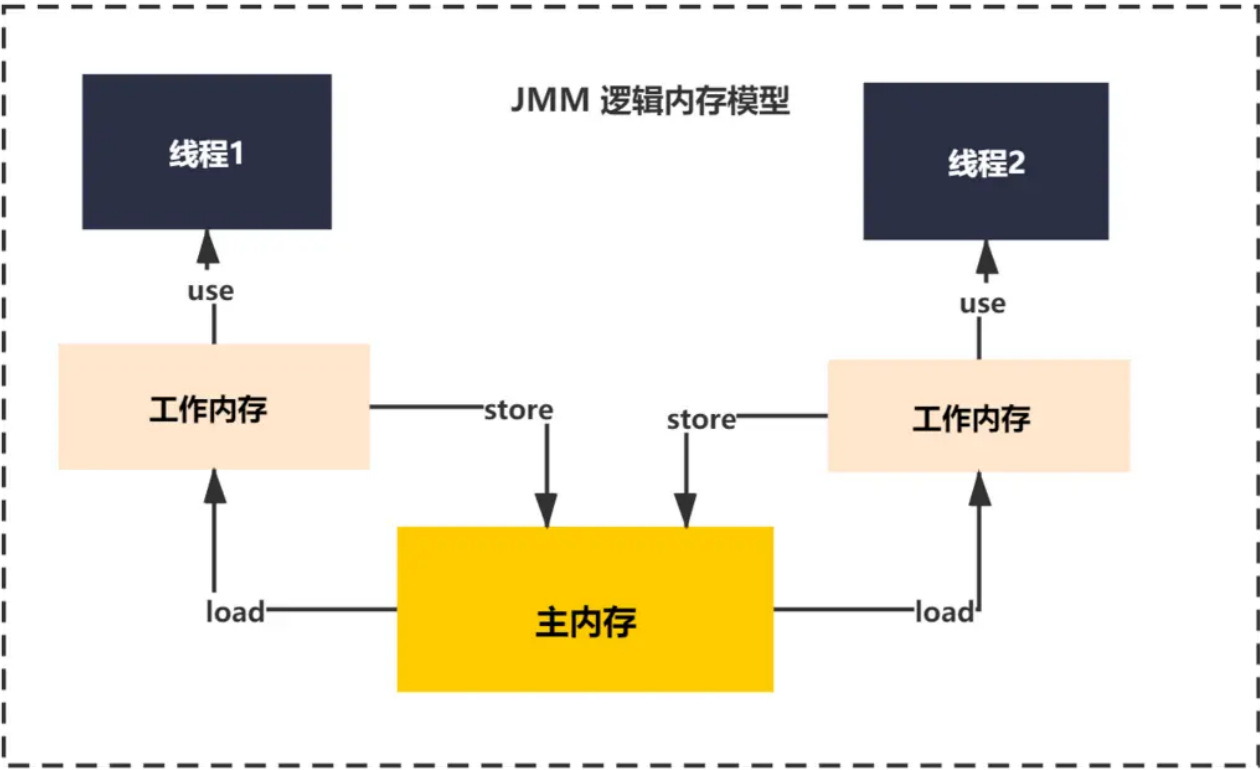 JMM 逻辑内存模型
线程1
线程2
use
use
工作内存
store
store
工作内存
load
主内存
load